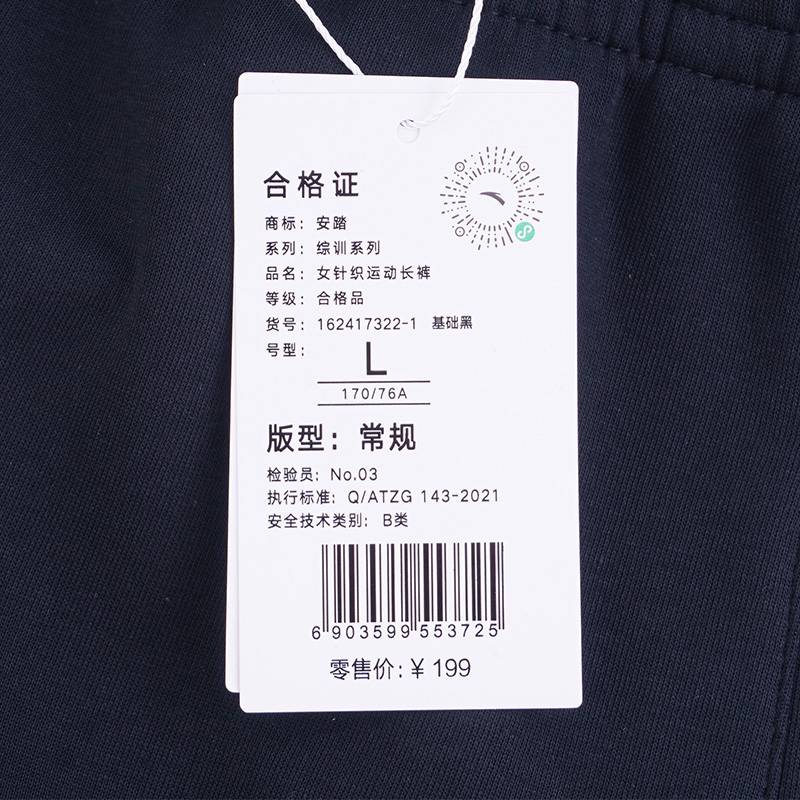 合格证
商标：安踏
系列：综训系列
品名：女针织运动长裤
等级：合格品
货号：162417322-1 基础黑
号型：L
170/76A
版型：常规
检验员：No.03
执行标准：Q/ATZG 143-2021
安全技术类别：B类
6 903599 553725
零售价：¥ 199